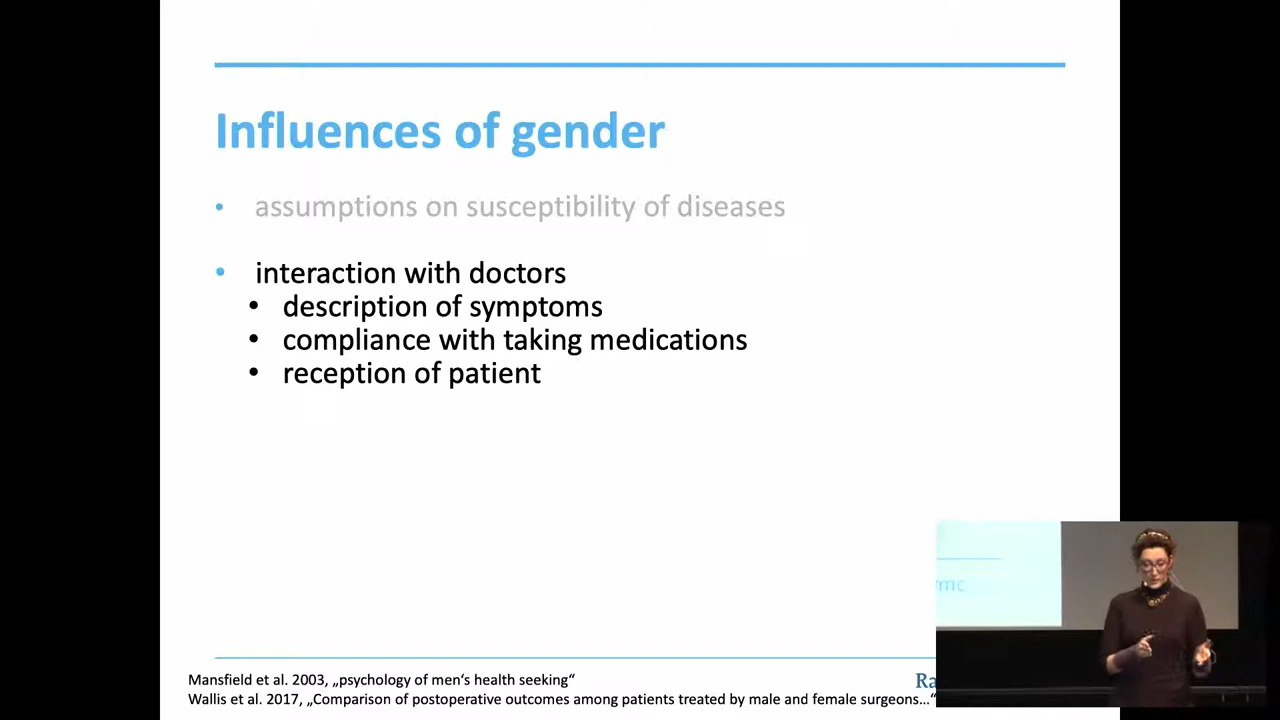 Influences of gender
• assumptions on susceptibility of diseases
• interaction with doctors
• description of symptoms
• compliance with taking medications
• reception of patient
Mansfield et al. 2003, „psychology of men‘s health seeking“
Wallis et al. 2017, „Comparison of postoperative outcomes among patients treated by male and female surgeons…“
Ra
mc